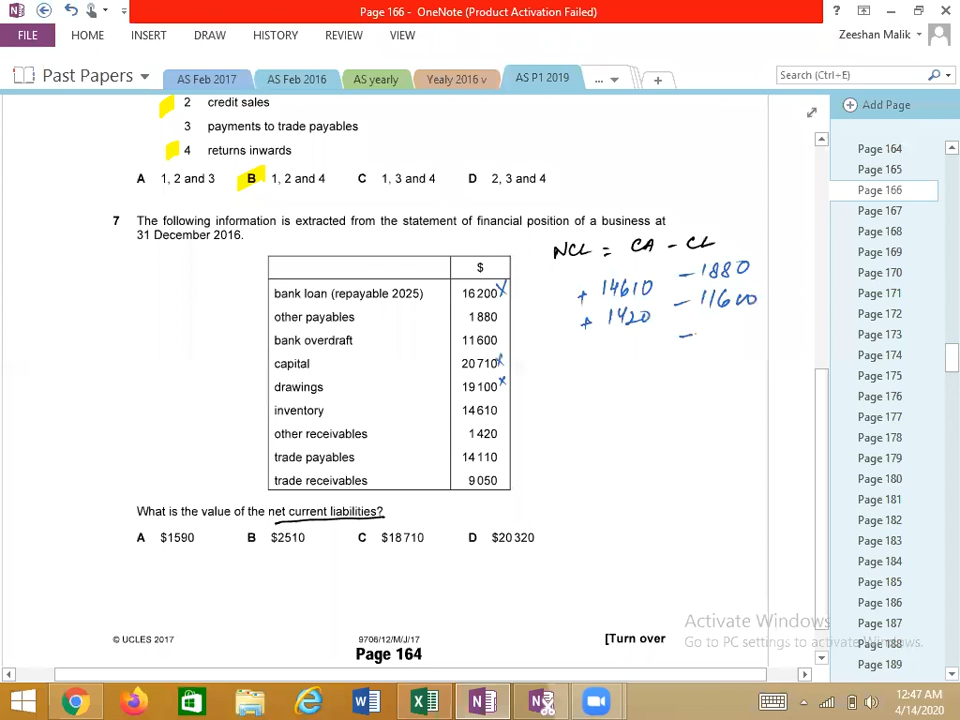 Page 166 - OneNote (Product Activation Failed)
FILE HOME INSERT DRAW HISTORY REVIEW VIEW Zeeshan Malik
Past Papers AS Feb 2017 AS Feb 2016 AS yearly Yealy 2016 v AS P1 2019 ... Search (Ctrl+E)
Add Page
2 credit sales
3 payments to trade payables
4 returns inwards
A 1, 2 and 3 B 1, 2 and 4 C 1, 3 and 4 D 2, 3 and 4
7 The following information is extracted from the statement of financial position of a business at
31 December 2016.
$
bank loan (repayable 2025) 16 200 x
other payables 1 880
bank overdraft 11 600
capital 20 710 x
drawings 19 100 x
inventory 14 610
other receivables 1 420
trade payables 14 110
trade receivables 9 050
NCL = CA - CL
+ 14610 - 1880
+ 1420 - 11600
-
What is the value of the net current liabilities?
A $1590 B $2510 C $18 710 D $20 320
© UCLES 2017 9706/12/M/J/17 [Turn over
Page 164
Page 164
Page 165
Page 166
Page 167
Page 168
Page 169
Page 170
Page 171
Page 172
Page 173
Page 174
Page 175
Page 176
Page 177
Page 178
Page 179
Page 180
Page 181
Page 182
Page 183
Page 184
Page 185
Page 186
Page 187
Page 188
Page 189
Activate Windows
Go to PC settings to activate Windows.
12:47 AM
4/14/2020